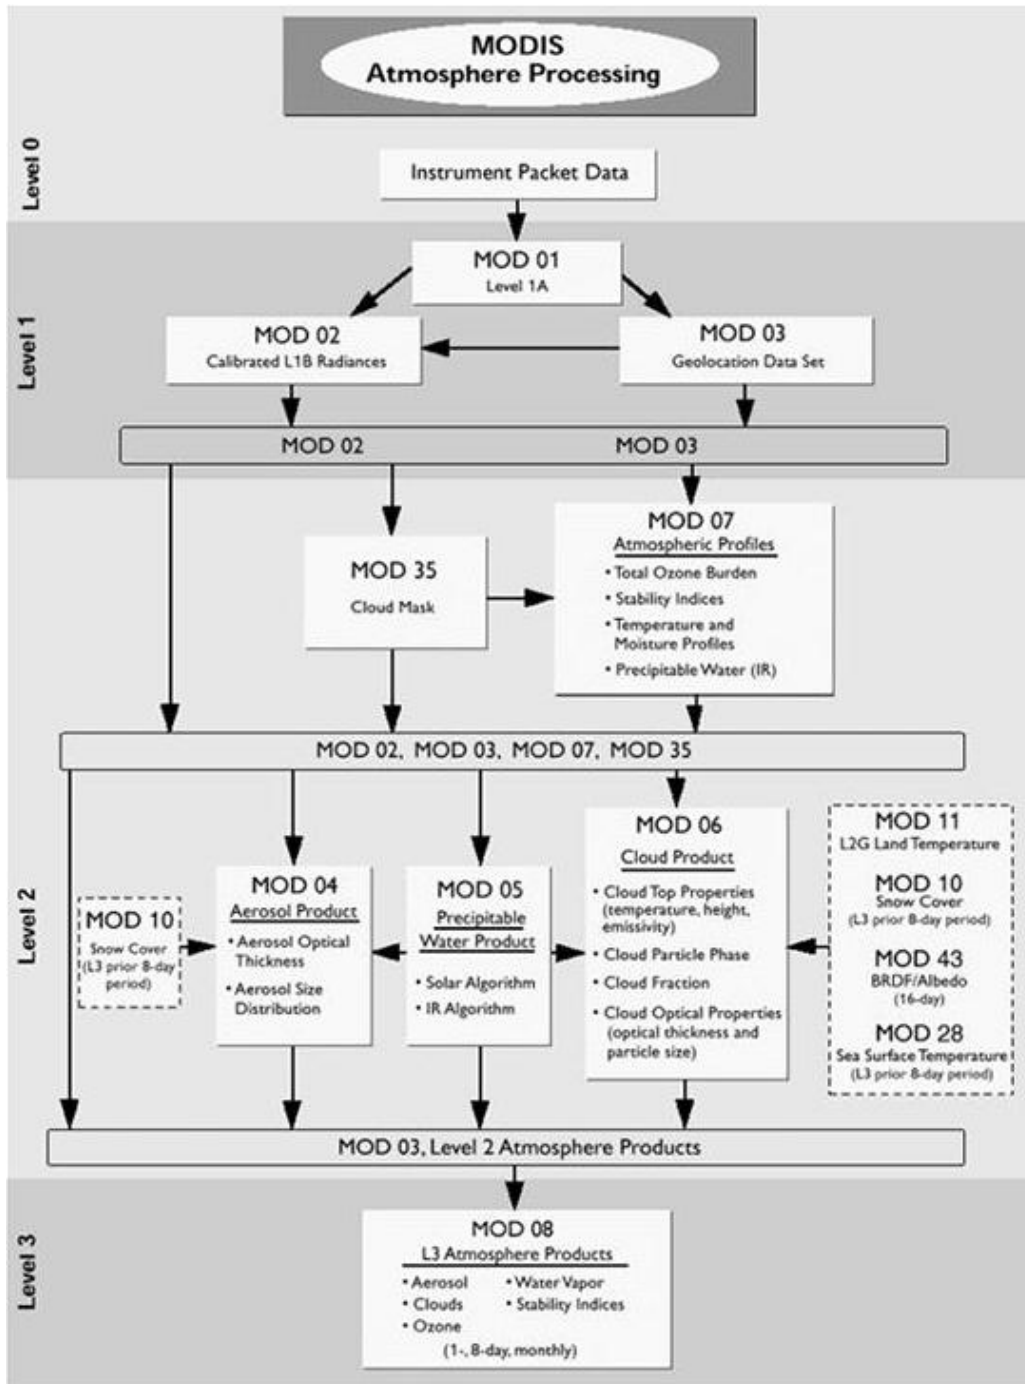 MODIS
Atmosphere Processing
Level 0
Instrument Packet Data
Level 1
MOD 01
Level 1A
MOD 02
Calibrated L1B Radiances
MOD 03
Geolocation Data Set
MOD 02
MOD 03
MOD 35
Cloud Mask
MOD 07
Atmospheric Profiles
• Total Ozone Burden
• Stability Indices
• Temperature and
Moisture Profiles
• Precipitable Water (IR)
MOD 02, MOD 03, MOD 07, MOD 35
Level 2
MOD 10
Snow Cover
(L3 prior 8-day
period)
MOD 04
Aerosol Product
• Aerosol Optical
Thickness
• Aerosol Size
Distribution
MOD 05
Precipitable
Water Product
• Solar Algorithm
• IR Algorithm
MOD 06
Cloud Product
• Cloud Top Properties
(temperature, height,
emissivity)
• Cloud Particle Phase
• Cloud Fraction
• Cloud Optical Properties
(optical thickness and
particle size)
MOD 11
L2G Land Temperature
MOD 10
Snow Cover
(L3 prior 8-day period)
MOD 43
BRDF/Albedo
(16-day)
MOD 28
Sea Surface Temperature
(L3 prior 8-day period)
MOD 03, Level 2 Atmosphere Products
Level 3
MOD 08
L3 Atmosphere Products
• Aerosol
• Water Vapor
• Clouds
• Stability Indices
• Ozone
(1-, 8-day, monthly)